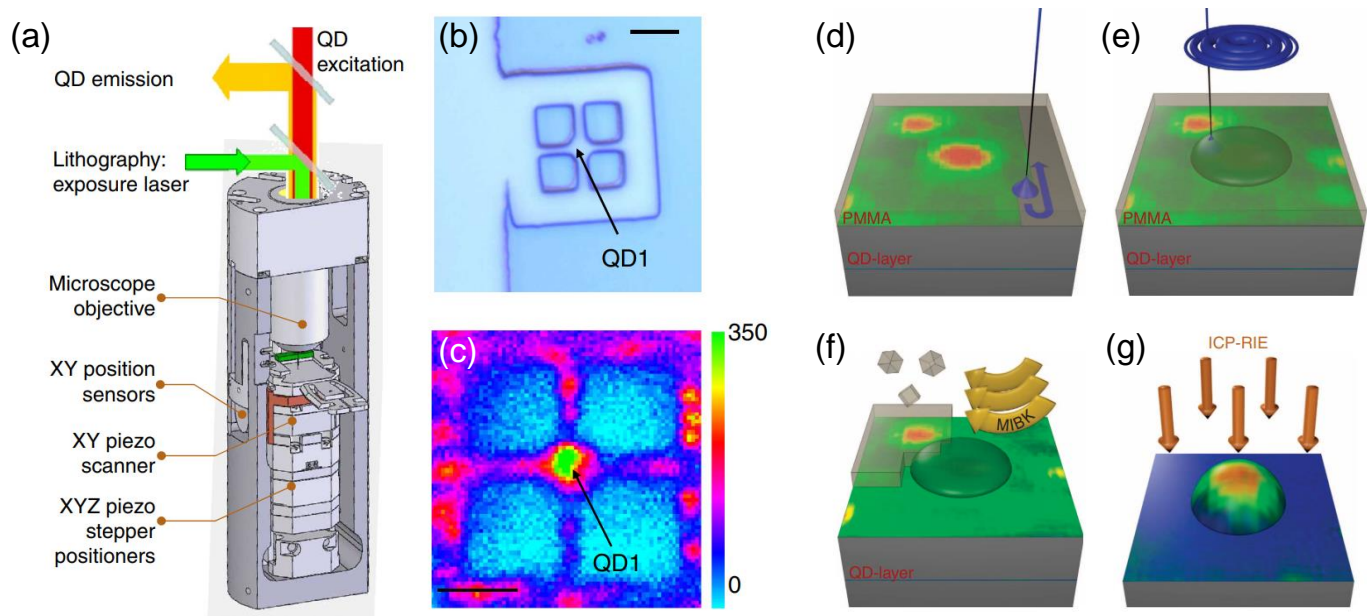 (a)
QD
excitation
QD emission
Lithography:
exposure laser
Microscope
objective
XY position
sensors
XY piezo
scanner
XYZ piezo
stepper
positioners
(b)
QD1
(c)
350
0
QD1
(d)
PMMA
QD-layer
(e)
PMMA
QD-layer
(f)
MIBK
QD-layer
(g)
ICP-RIE